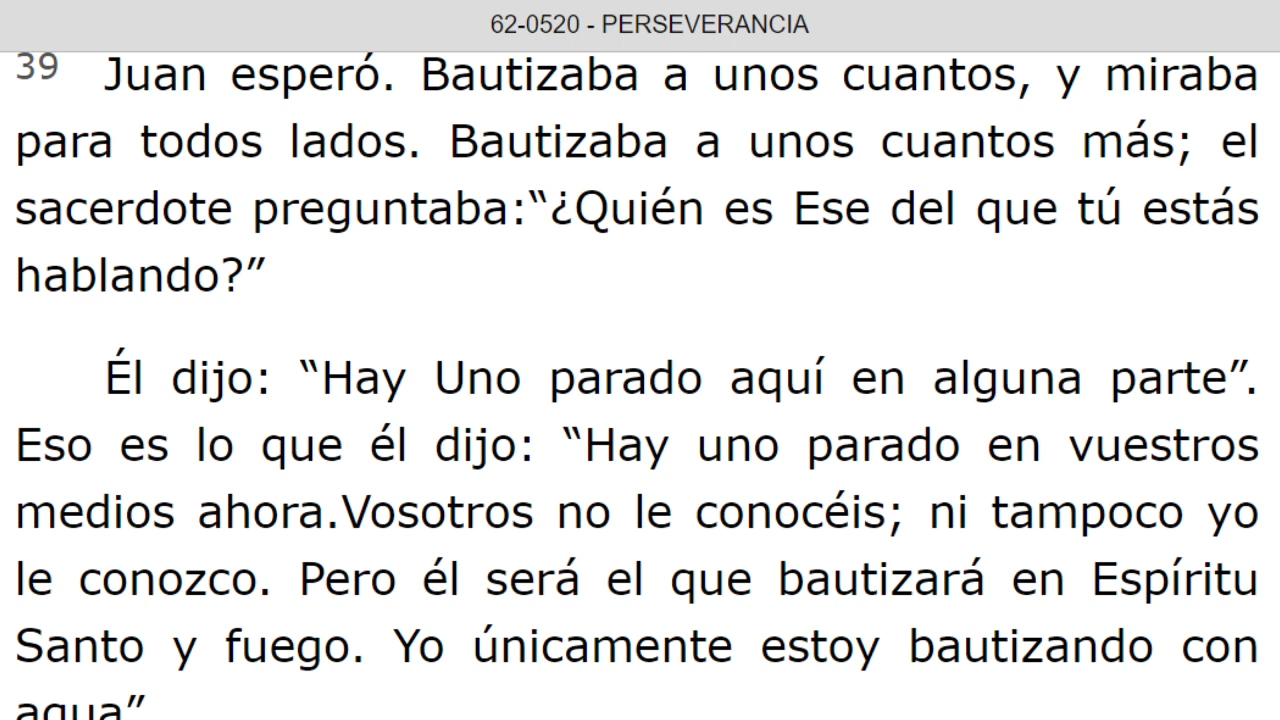 62-0520 - PERSEVERANCIA
39 Juan esperó. Bautizaba a unos cuantos, y miraba
para todos lados. Bautizaba a unos cuantos más; el
sacerdote preguntaba:“¿Quién es Ese del que tú estás
hablando?”
Él dijo: “Hay Uno parado aquí en alguna parte”.
Eso es lo que él dijo: “Hay uno parado en vuestros
medios ahora.Vosotros no le conocéis; ni tampoco yo
le conozco. Pero él será el que bautizará en Espíritu
Santo y fuego. Yo únicamente estoy bautizando con
agua”